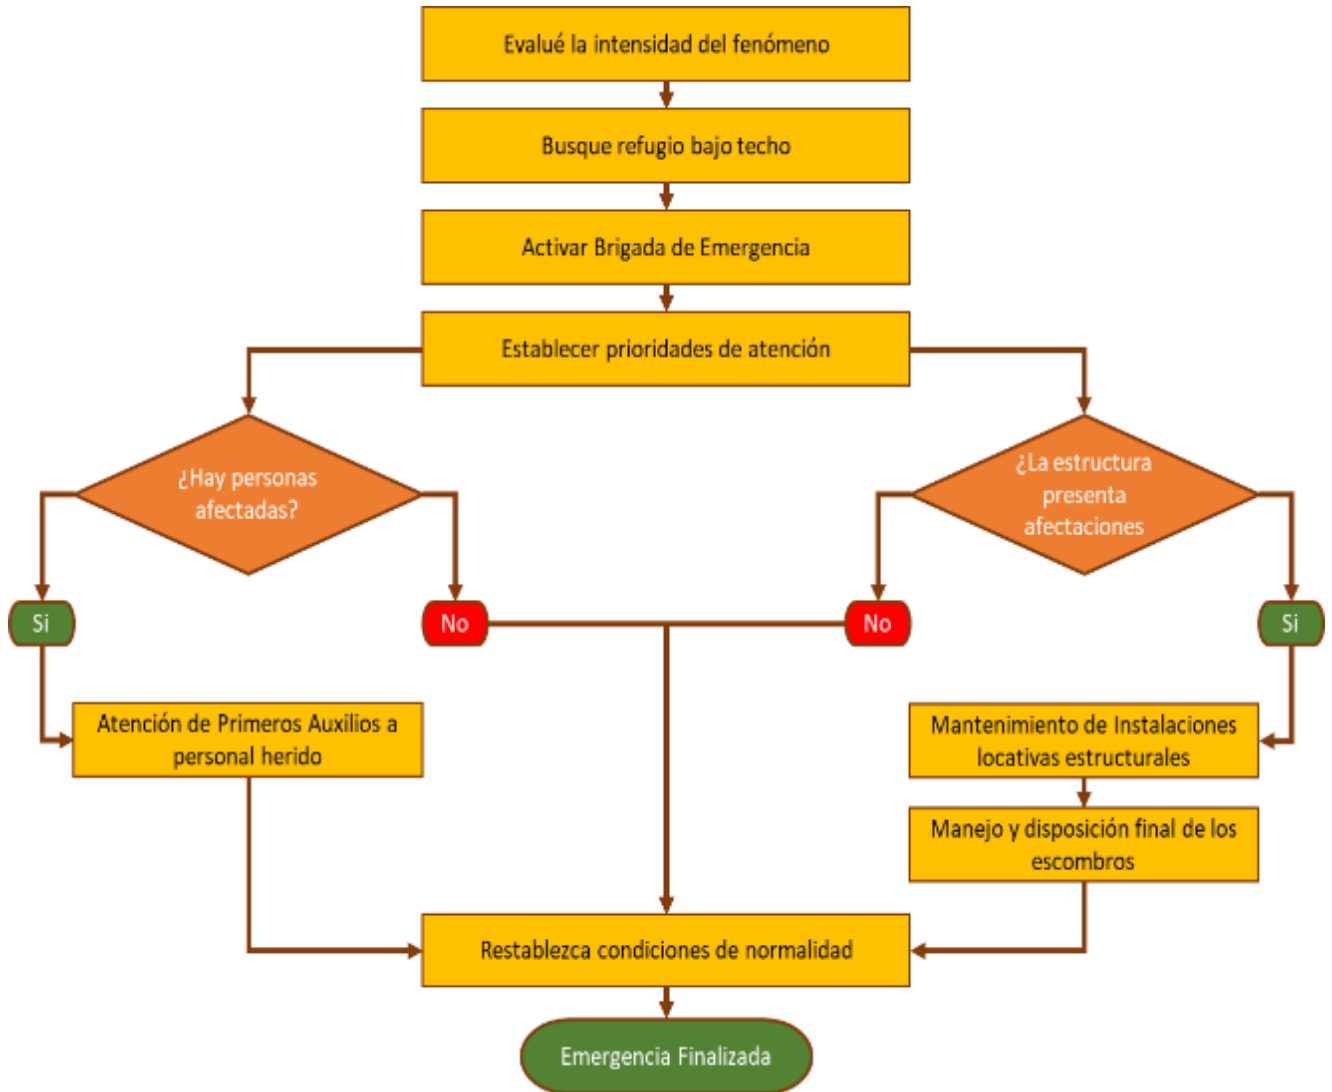 Evalué la intensidad del fenómeno
Busque refugio bajo techo
Activar Brigada de Emergencia
Establecer prioridades de atención
¿Hay personas
afectadas?
¿La estructura
presenta
afectaciones
Si
No
No
Si
Atención de Primeros Auxilios a
personal herido
Mantenimiento de Instalaciones
locativas estructurales
Manejo y disposición final de los
escombros
Restablezca condiciones de normalidad
Emergencia Finalizada